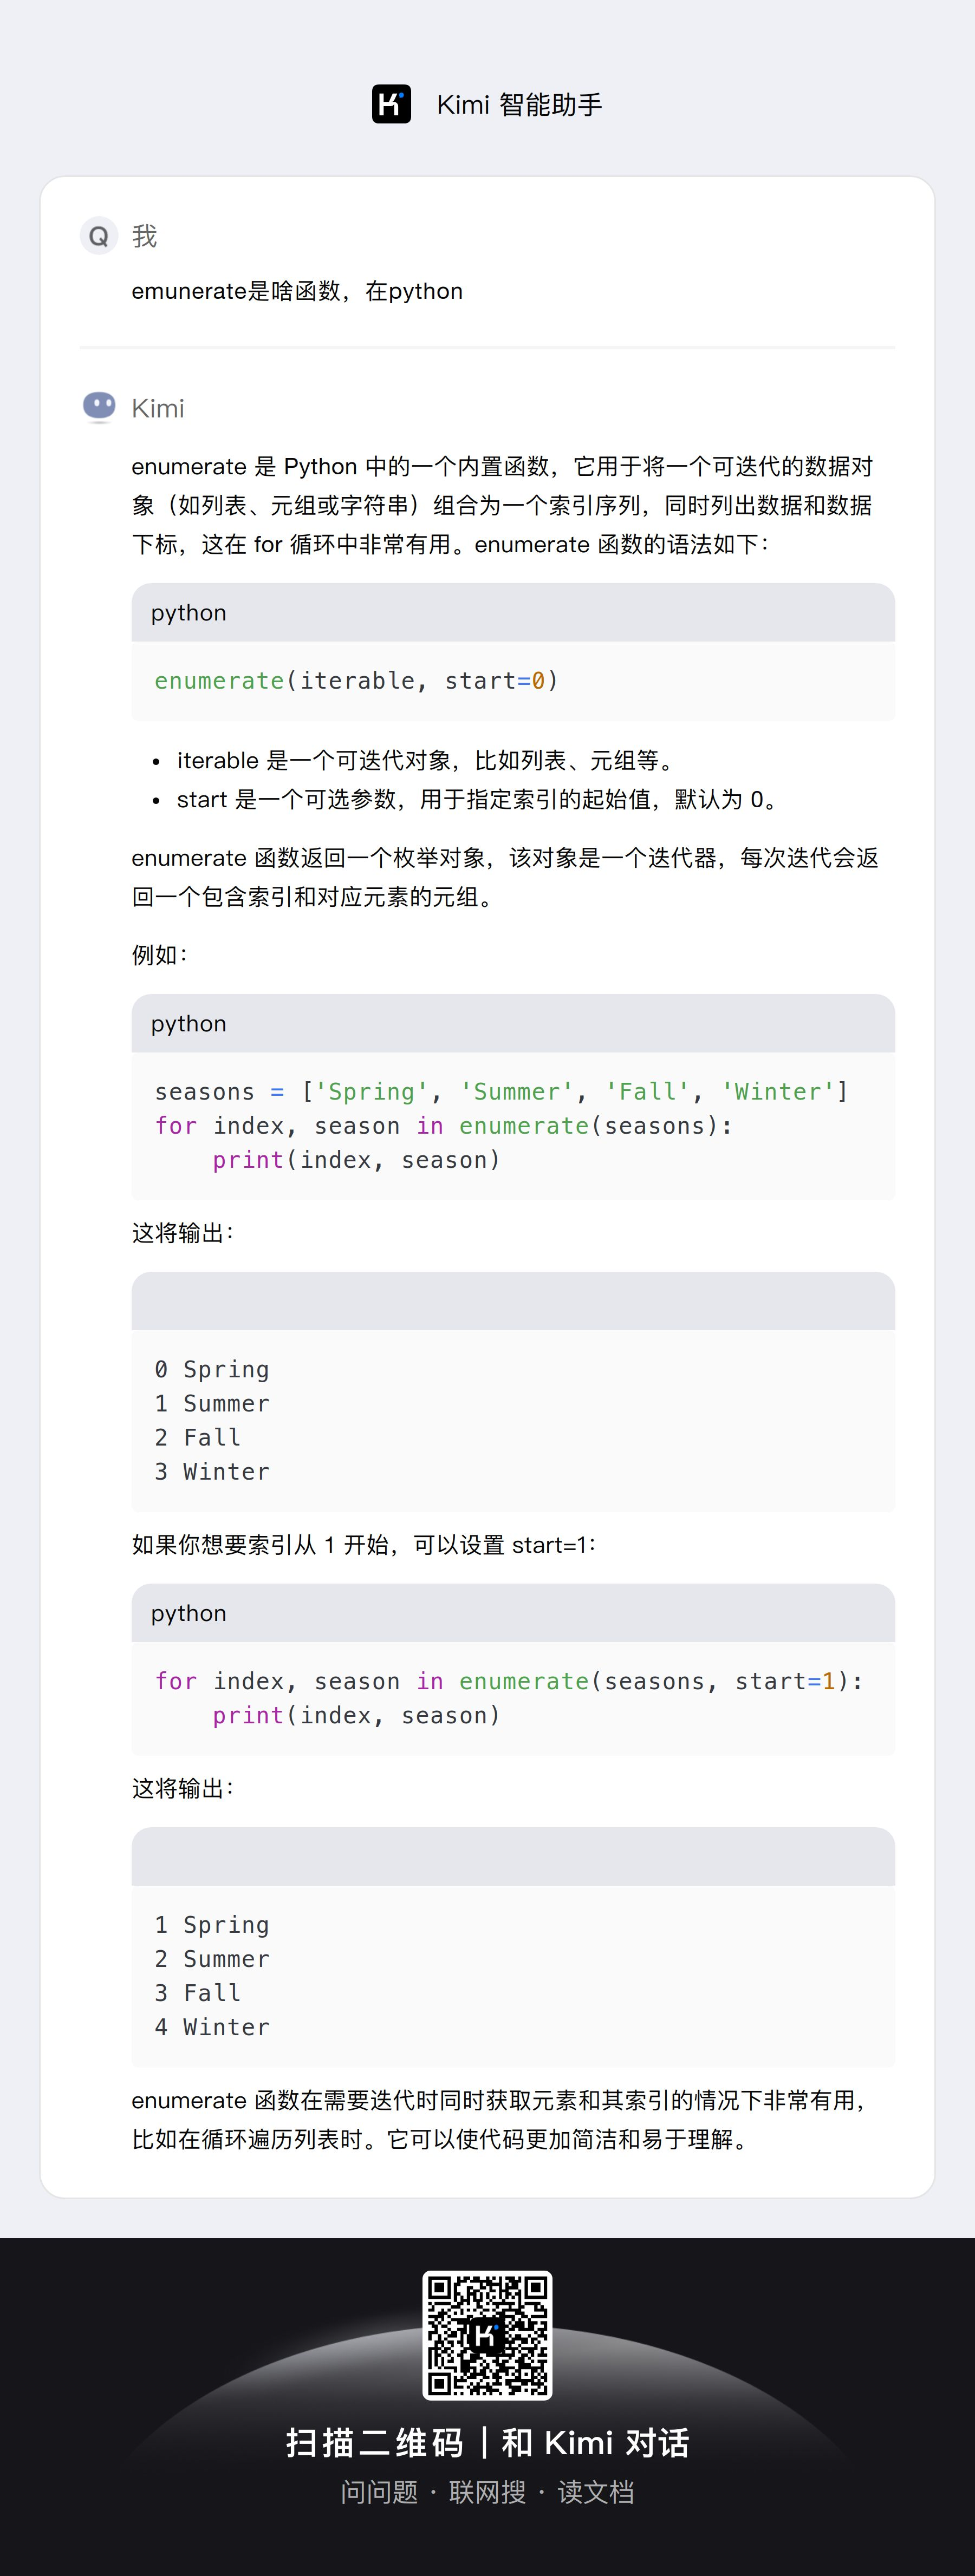 Kimi 智能助手
Q 我
emunerate是啥函数，在python
Kimi
enumerate 是 Python 中的一个内置函数，它用于将一个可迭代的数据对
象（如列表、元组或字符串）组合为一个索引序列，同时列出数据和数据
下标，这在 for 循环中非常有用。enumerate 函数的语法如下：
python
enumerate(iterable, start=0)
• iterable 是一个可迭代对象，比如列表、元组等。
• start 是一个可选参数，用于指定索引的起始值，默认为 0。
enumerate 函数返回一个枚举对象，该对象是一个迭代器，每次迭代会返
回一个包含索引和对应元素的元组。
例如：
python
seasons = ['Spring', 'Summer', 'Fall', 'Winter']
for index, season in enumerate(seasons):
    print(index, season)
这将输出：
0 Spring
1 Summer
2 Fall
3 Winter
如果你想要索引从 1 开始，可以设置 start=1：
python
for index, season in enumerate(seasons, start=1):
    print(index, season)
这将输出：
1 Spring
2 Summer
3 Fall
4 Winter
enumerate 函数在需要迭代时同时获取元素和其索引的情况下非常有用，
比如在循环遍历列表时。它可以使代码更加简洁和易于理解。
扫描二维码｜和 Kimi 对话
问问题 · 联网搜 · 读文档